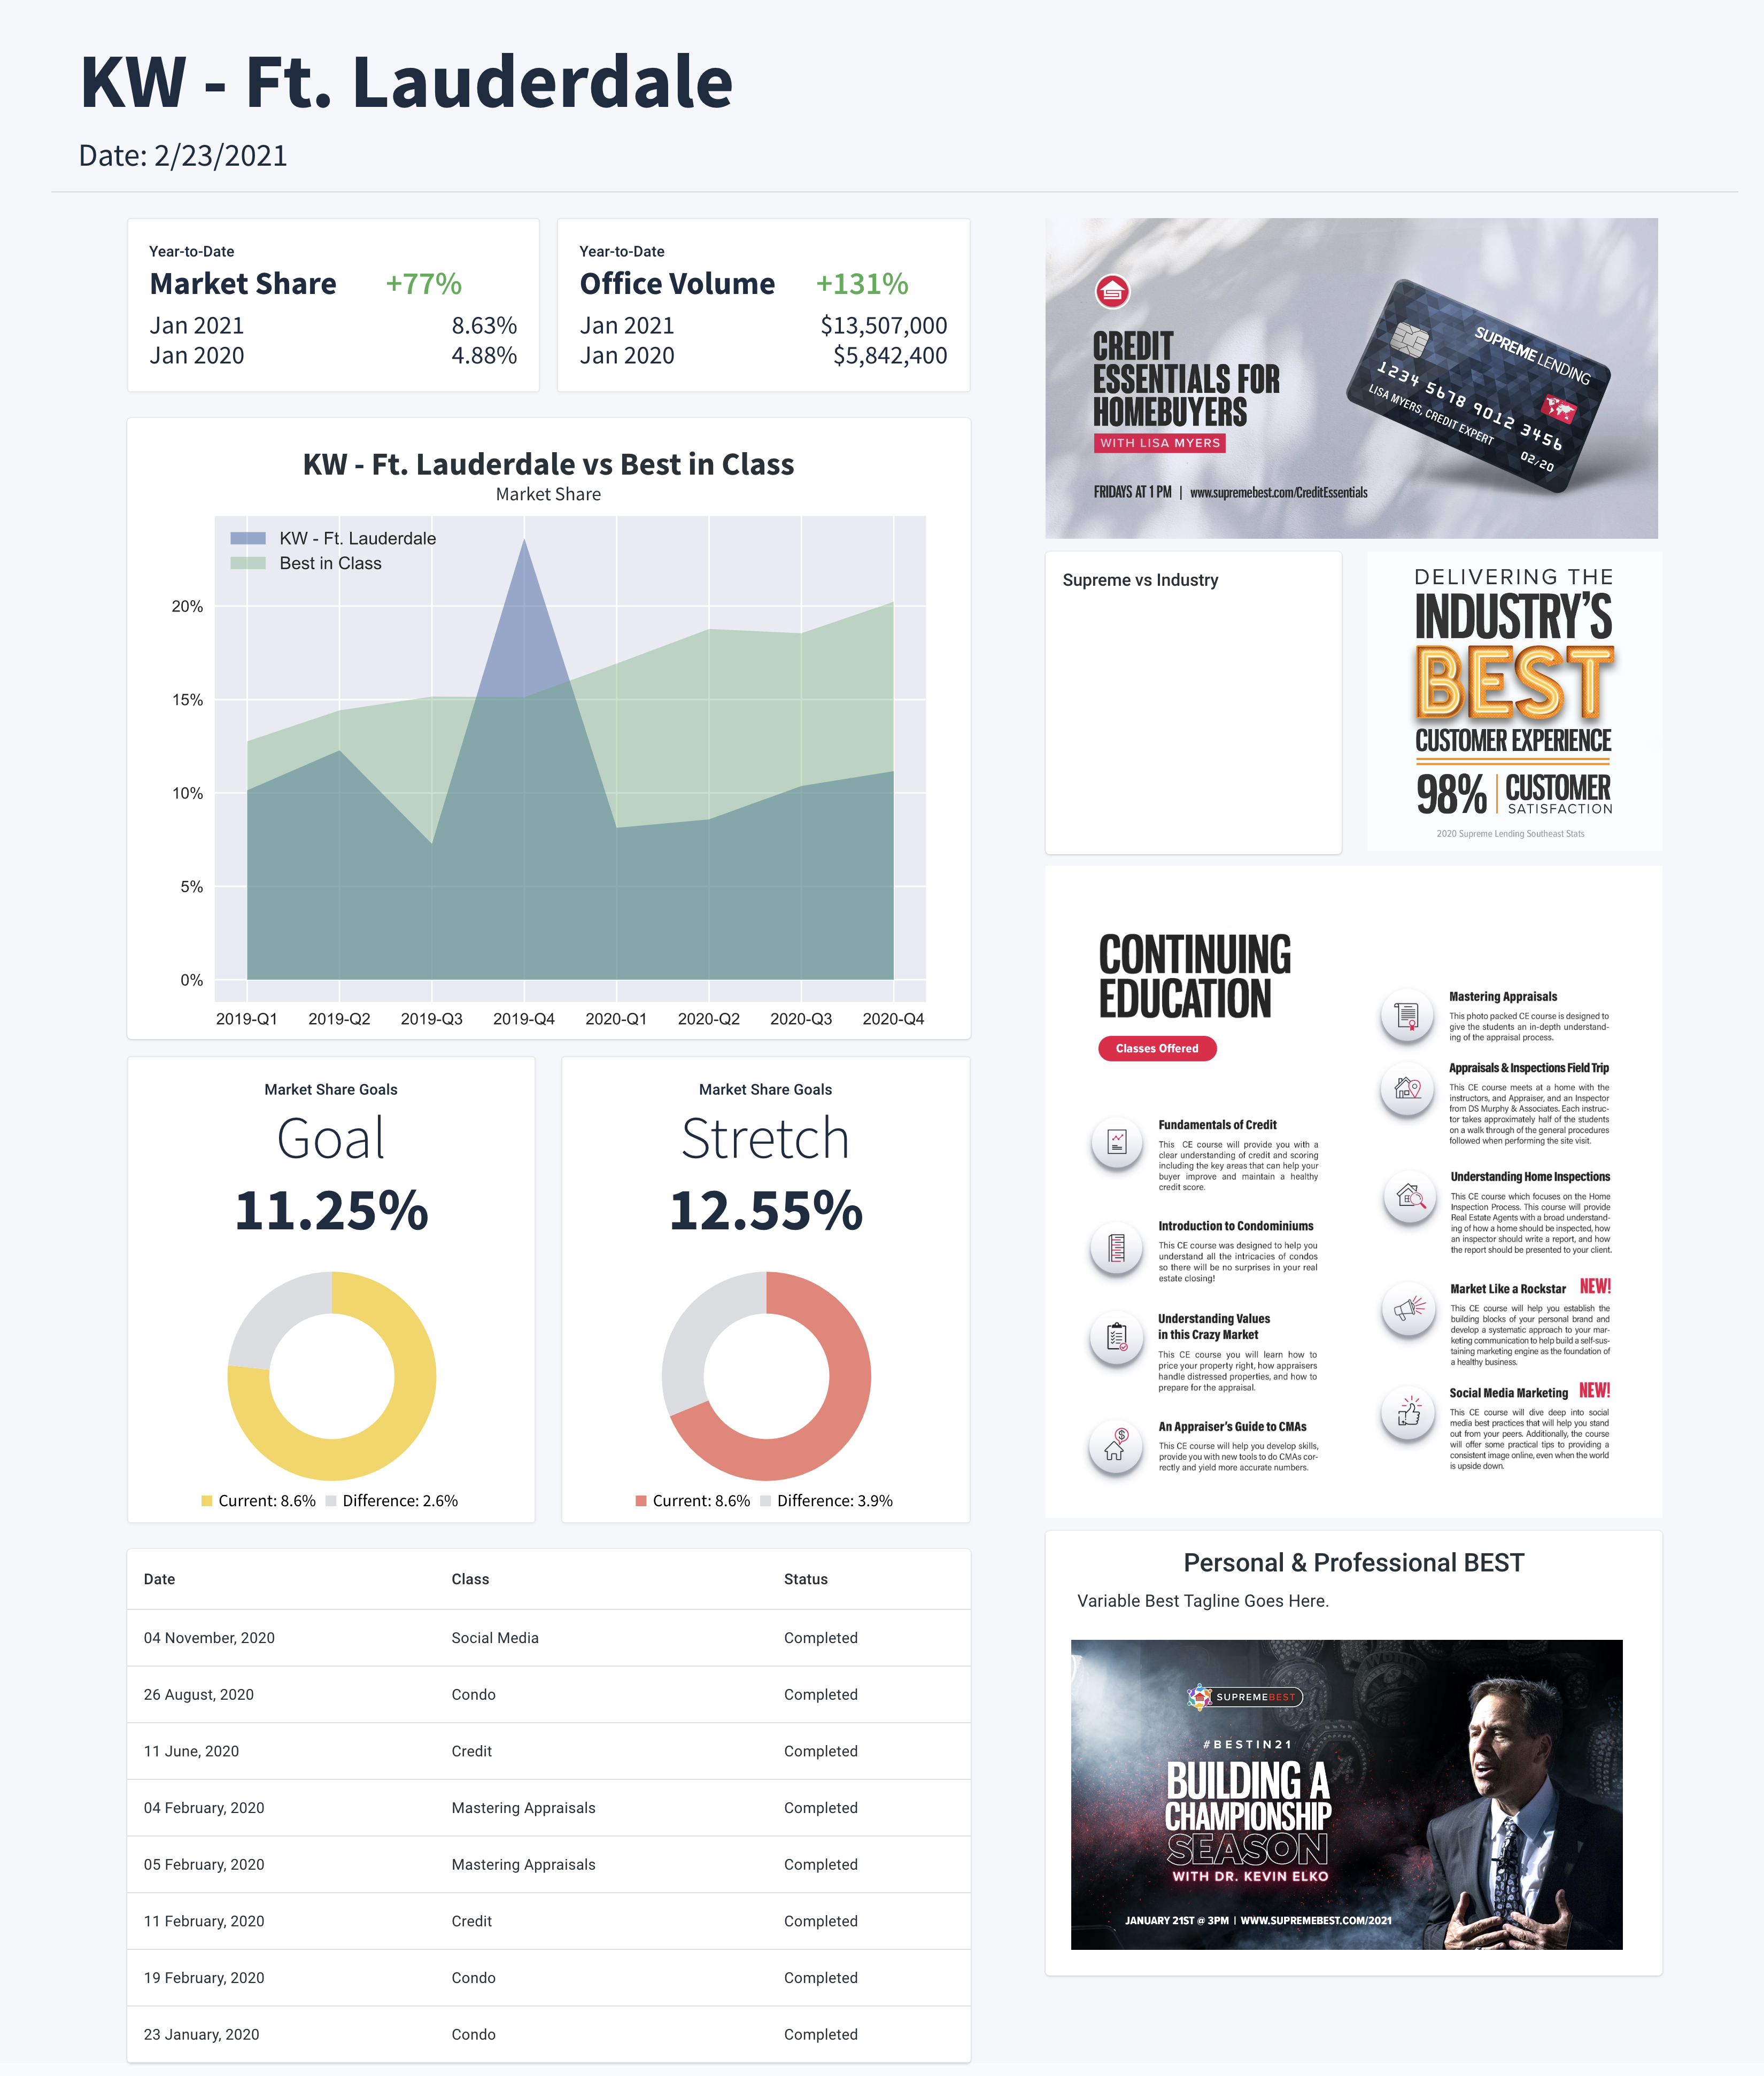 KW - Ft. Lauderdale
Date: 2/23/2021
Year-to-Date
Market Share +77%
Jan 2021 8.63%
Jan 2020 4.88%
Year-to-Date
Office Volume +131%
Jan 2021 $13,507,000
Jan 2020 $5,842,400
KW - Ft. Lauderdale vs Best in Class
Market Share
KW - Ft. Lauderdale
Best in Class
20%
15%
10%
5%
0%
2019-Q1 2019-Q2 2019-Q3 2019-Q4 2020-Q1 2020-Q2 2020-Q3 2020-Q4
Market Share Goals
Goal
11.25%
Current: 8.6% Difference: 2.6%
Market Share Goals
Stretch
12.55%
Current: 8.6% Difference: 3.9%
Date Class Status
04 November, 2020 Social Media Completed
26 August, 2020 Condo Completed
11 June, 2020 Credit Completed
04 February, 2020 Mastering Appraisals Completed
05 February, 2020 Mastering Appraisals Completed
11 February, 2020 Credit Completed
19 February, 2020 Condo Completed
23 January, 2020 Condo Completed
CREDIT
ESSENTIALS FOR
HOMEBUYERS
WITH LISA MYERS
FRIDAYS AT 1 PM | www.supremebest.com/CreditEssentials
SUPREME LENDING
1234 5678 9012 3456
LISA MYERS, CREDIT EXPERT
02/20
Supreme vs Industry
DELIVERING THE
INDUSTRY'S
BEST
CUSTOMER EXPERIENCE
98% | CUSTOMER
SATISFACTION
2020 Supreme Lending Southeast Stats
CONTINUING
EDUCATION
Classes Offered
Fundamentals of Credit
This CE course will provide you with a
clear understanding of credit and scoring
including the key areas that can help your
buyer improve and maintain a healthy
credit score.
Introduction to Condominiums
This CE course was designed to help you
understand all the intricacies of condos
so there will be no surprises in your real
estate closing!
Understanding Values
in this Crazy Market
This CE course you will learn how to
price your property right, how appraisers
handle distressed properties, and how to
prepare for the appraisal.
An Appraiser's Guide to CMAs
This CE course will help you develop skills,
provide you with new tools to do CMAs cor-
rectly and yield more accurate numbers.
Mastering Appraisals
This photo packed CE course is designed to
give the students an in-depth understand-
ing of the appraisal process.
Appraisals & Inspections Field Trip
This CE course meets at a home with the
instructors, and Appraiser, and an Inspector
from DS Murphy & Associates. Each instruc-
tor takes approximately half of the students
on a walk through of the general procedures
followed when performing the site visit.
Understanding Home Inspections
This CE course which focuses on the Home
Inspection Process. This course will provide
Real Estate Agents with a broad understand-
ing of how a home should be inspected, how
an inspector should write a report, and how
the report should be presented to your client.
Market Like a Rockstar NEW!
This CE course will help you establish the
building blocks of your personal brand and
develop a systematic approach to your mar-
keting communication to help build a self-sus-
taining marketing engine as the foundation of
a healthy business.
Social Media Marketing NEW!
This CE course will dive deep into social
media best practices that will help you stand
out from your peers. Additionally, the course
will offer some practical tips to providing a
consistent image online, even when the world
is upside down.
Personal & Professional BEST
Variable Best Tagline Goes Here.
SUPREMEBEST
#BESTIN21
BUILDING A
CHAMPIONSHIP
SEASON
WITH DR. KEVIN ELKO
JANUARY 21ST @ 3PM | WWW.SUPREMEBEST.COM/2021